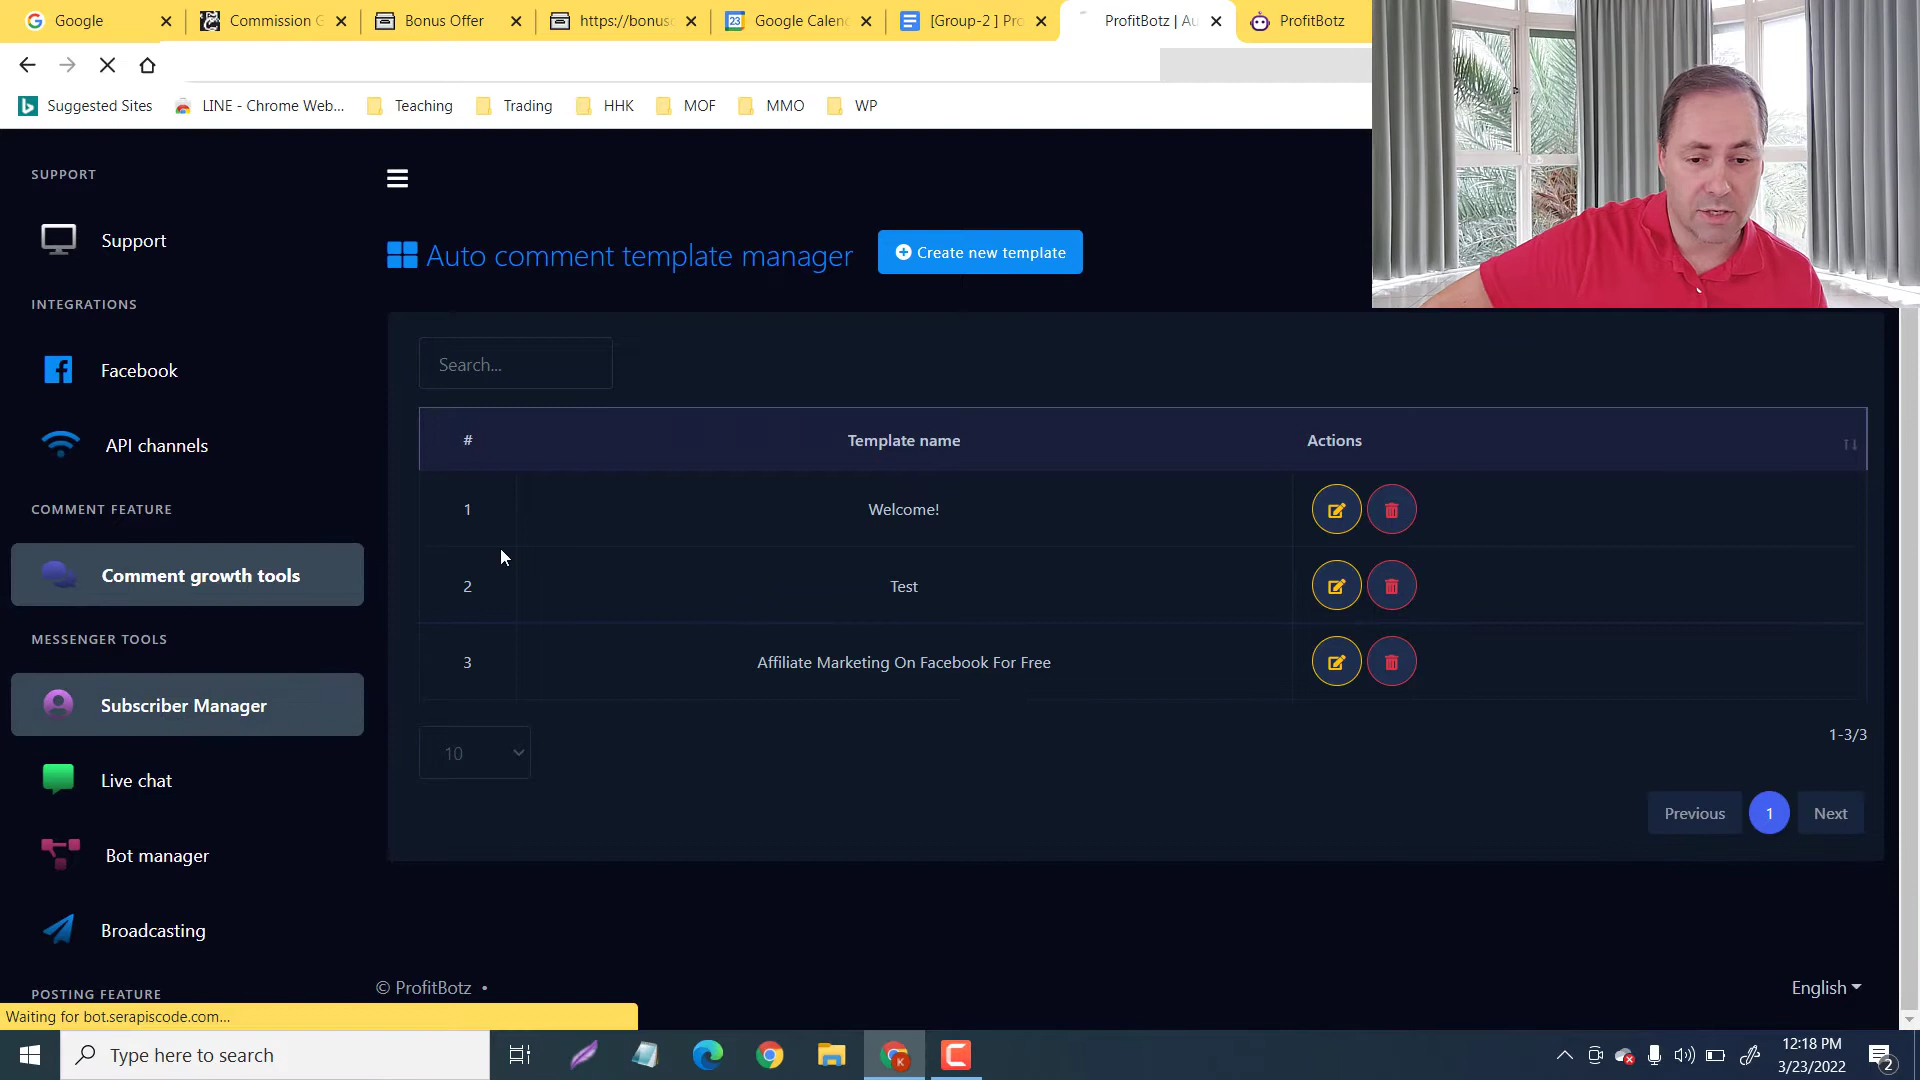 Google
Commission G
Bonus Offer
https://bonus
Google Calen
[Group-2 ] Pro
ProfitBotz | Au
ProfitBotz
Suggested Sites
LINE - Chrome Web...
Teaching
Trading
HHK
MOF
MMO
WP
SUPPORT
Support
INTEGRATIONS
Facebook
API channels
COMMENT FEATURE
Comment growth tools
MESSENGER TOOLS
Subscriber Manager
Live chat
Bot manager
Broadcasting
POSTING FEATURE
Auto comment template manager
Create new template
Search...
# Template name Actions
1 Welcome!
2 Test
3 Affiliate Marketing On Facebook For Free
10
1-3/3
Previous 1 Next
© ProfitBotz •
English
Waiting for bot.serapiscode.com...
Type here to search
12:18 PM
3/23/2022
2